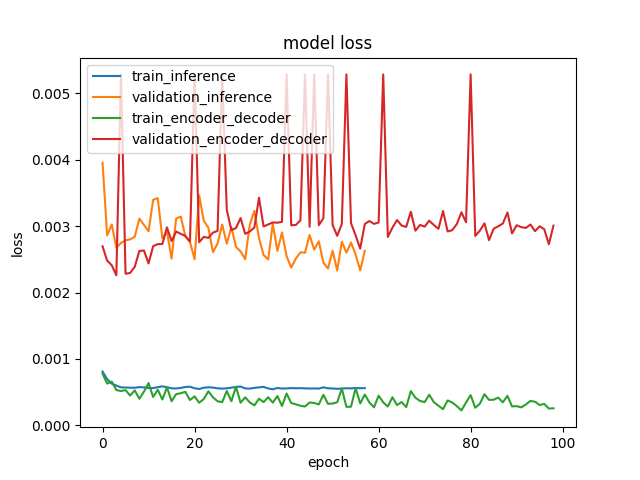 model loss
train_inference
validation_inference
train_encoder_decoder
validation_encoder_decoder
0.005
0.004
0.003
0.002
0.001
0.000
loss
0 20 40 60 80 100
epoch